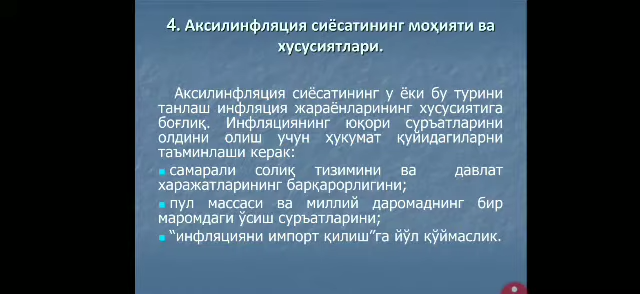 4. Аксилинфляция сиёсатининг моҳияти ва
хусусиятлари.
Аксилинфляция сиёсатининг у ёки бу турини
танлаш инфляция жараёнларининг хусусиятига
боғлиқ. Инфляциянинг юқори суръатларини
олдини олиш учун ҳукумат қуйидагиларни
таъминлаши керак:
самарали солиқ тизимини ва давлат
харажатларининг барқарорлигини;
пул массаси ва миллий даромаднинг бир
маромдаги ўсиш суръатларини;
“инфляцияни импорт қилиш”га йўл қўймаслик.